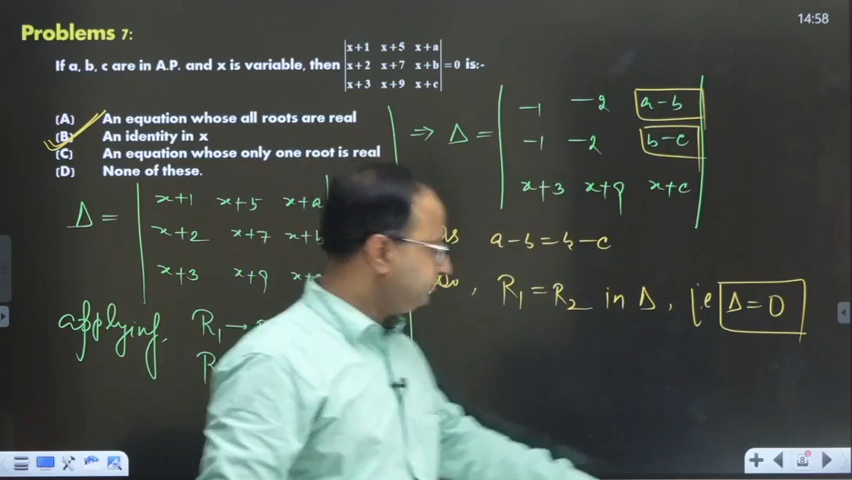 14:58
Problems 7:
If a, b, c are in A.P. and x is variable, then |x+1 x+5 x+a| = 0 is:-
|x+2 x+7 x+b|
|x+3 x+9 x+c|
(A) An equation whose all roots are real
(B) An identity in x
(C) An equation whose only one root is real
(D) None of these.
Δ = | x+1 x+5 x+a |
x+2 x+7 x+b
x+3 x+9
applying, R₁ →
R
⇒ Δ = | -1 -2 a-b |
-1 -2 b-c
x+3 x+9 x+c
as a-b = b-c
so, R₁ = R₂ in Δ, i.e Δ = 0
8